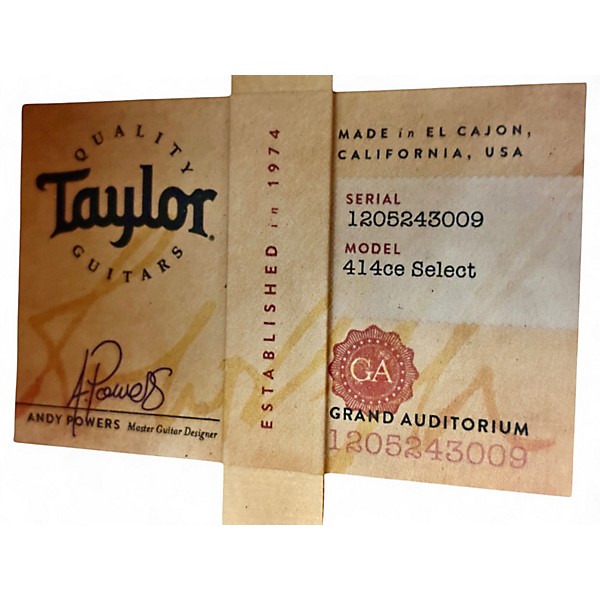 QUALITY
Taylor®
GUITARS
A.Powers
ANDY POWERS Master Guitar Designer
ESTABLISHED in 1974
MADE in EL CAJON,
CALIFORNIA, USA
SERIAL
1205243009
MODEL
414ce Select
GA
GRAND AUDITORIUM
1205243009